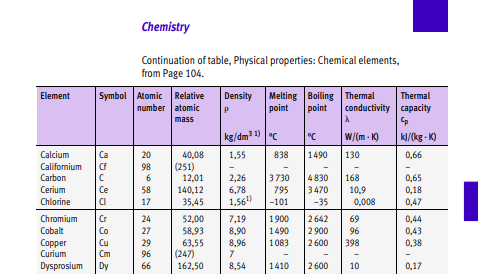 Chemistry
Continuation of table, Physical properties: Chemical elements,
from Page 104.
Element Symbol Atomic number Relative atomic mass Density ρ kg/dm³ ¹⁾ Melting point °C Boiling point °C Thermal conductivity λ W/(m · K) Thermal capacity cp kJ/(kg · K)
Calcium Ca 20 40,08 1,55 838 1490 130 0,66
Californium Cf 98 (251) – – – – –
Carbon C 6 12,01 2,26 3730 4830 168 0,65
Cerium Ce 58 140,12 6,78 795 3470 10,9 0,18
Chlorine Cl 17 35,45 1,56¹⁾ –101 –35 0,008 0,47
Chromium Cr 24 52,00 7,19 1900 2642 69 0,44
Cobalt Co 27 58,93 8,90 1490 2900 96 0,43
Copper Cu 29 63,55 8,96 1083 2600 398 0,38
Curium Cm 96 (247) 7 – – – –
Dysprosium Dy 66 162,50 8,54 1410 2600 10 0,17